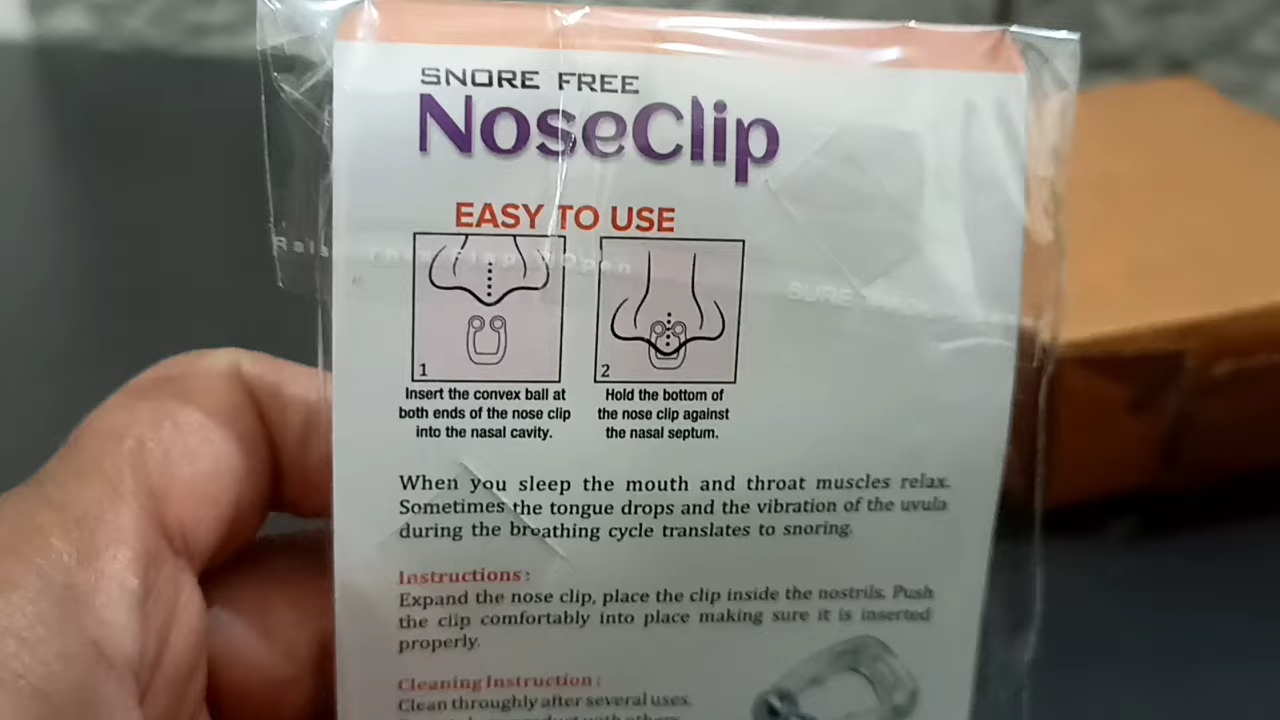 SNORE FREE
NoseClip
EASY TO USE
1
Insert the convex ball at
both ends of the nose clip
into the nasal cavity.
2
Hold the bottom of
the nose clip against
the nasal septum.
When you sleep the mouth and throat muscles relax.
Sometimes the tongue drops and the vibration of the uvula
during the breathing cycle translates to snoring.
Instructions:
Expand the nose clip, place the clip inside the nostrils. Push
the clip comfortably into place making sure it is inserted
properly.
Cleaning Instruction:
Clean throughly after several uses.